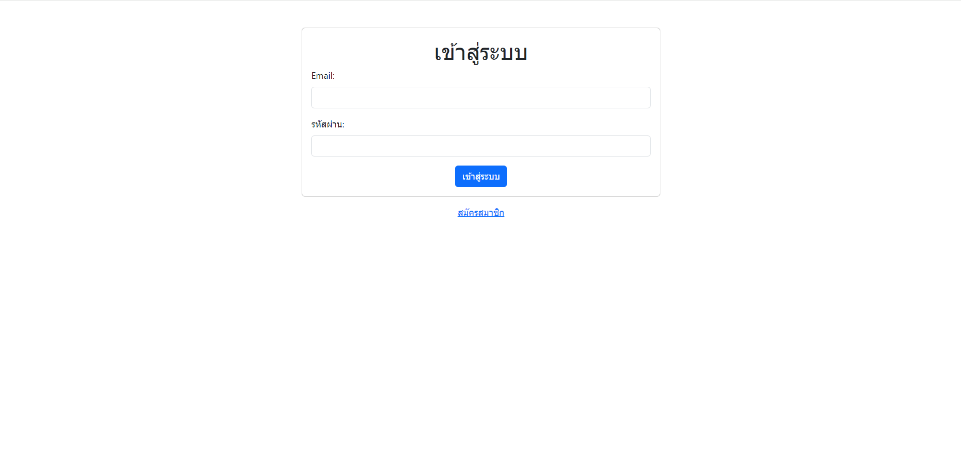 เข้าสู่ระบบ
Email:
รหัสผ่าน:
เข้าสู่ระบบ
สมัครสมาชิก